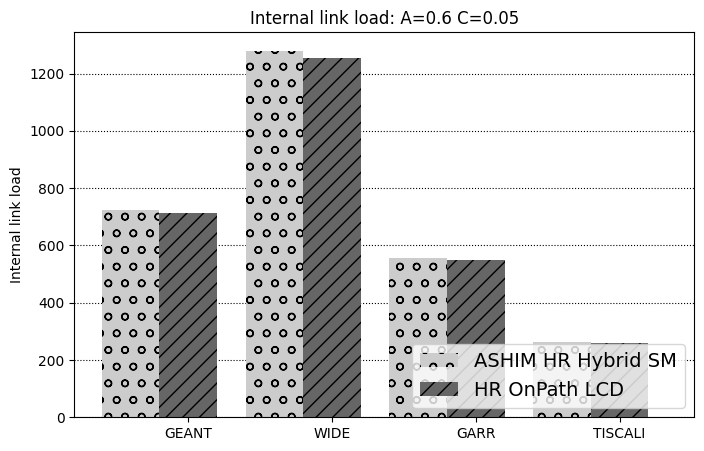 Internal link load: A=0.6 C=0.05
Internal link load
1200
1000
800
600
400
200
0
GEANT WIDE GARR TISCALI
ASHIM HR Hybrid SM
HR OnPath LCD